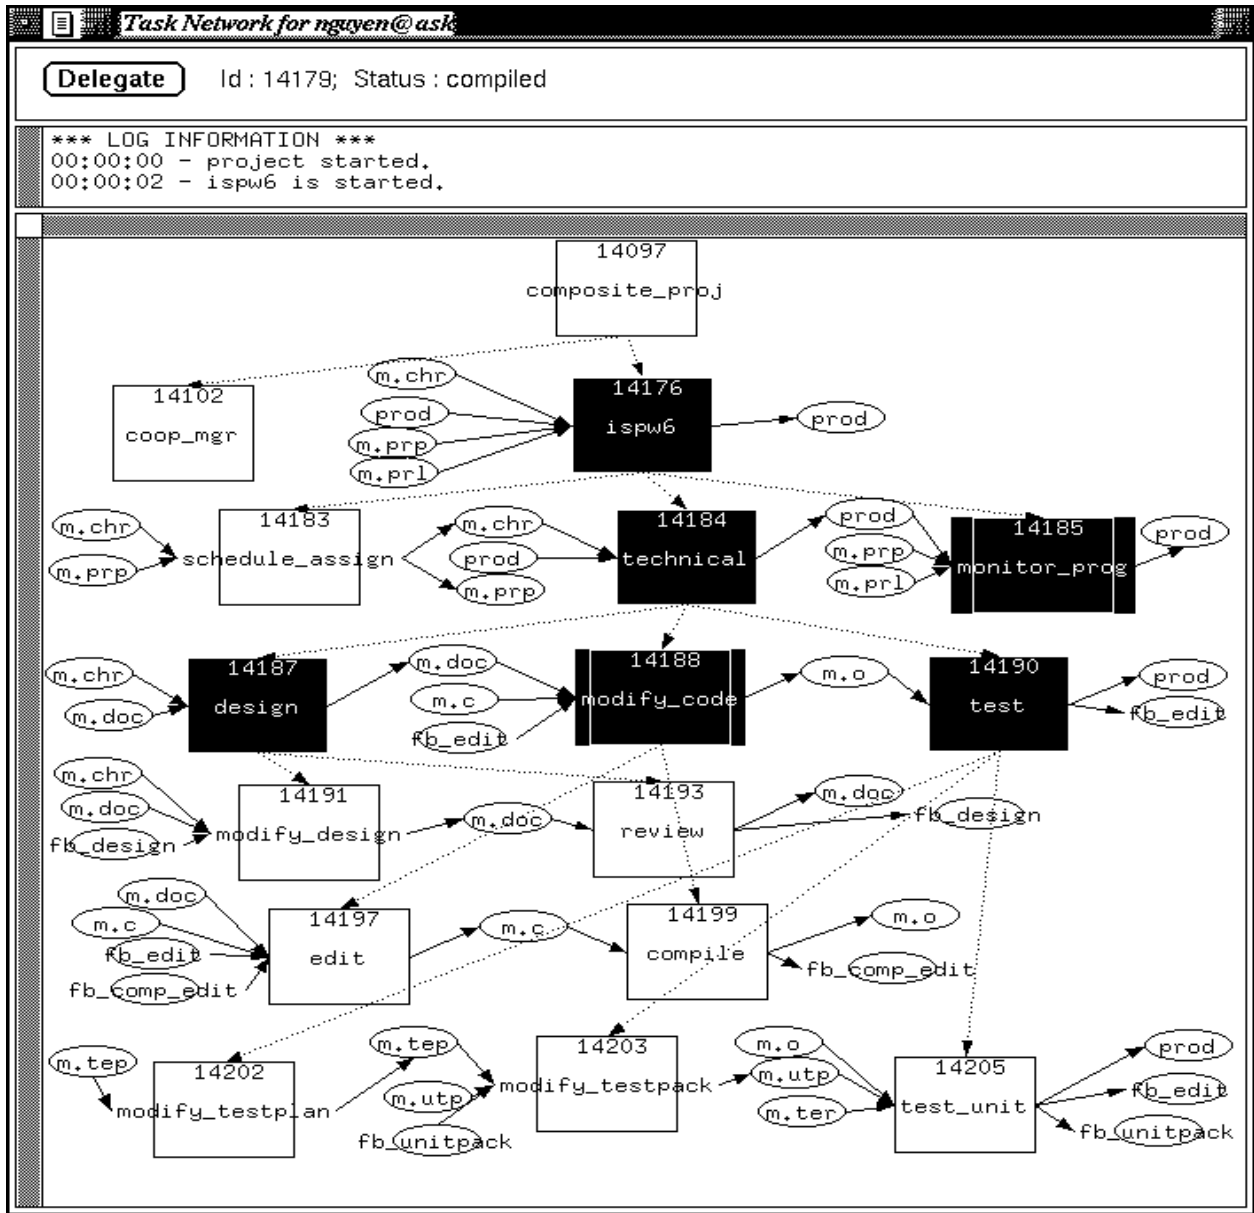 Task Network for nguyen@ask
Delegate Id : 14179; Status : compiled
*** LOG INFORMATION ***
00:00:00 - project started.
00:00:02 - ispw6 is started.
14097
composite_proj
m.chr
14102
14176
coop_mgr
prod
ispw6
prod
m.prp
m.prl
m.chr
14183
m.chr
14184
prod
14185
prod
m.prp
schedule_assign
prod
technical
m.prp
monitor_prog
m.prp
m.prl
m.chr
14187
m.doc
14188
m.o
14190
prod
m.doc
design
m.c
modify_code
test
fb_edit
fb_edit
m.chr
14191
14193
m.doc
m.doc
modify_design
m.doc
review
fb_design
fb_design
m.doc
14197
14199
m.o
m.c
edit
m.c
compile
fb_edit
fb_comp_edit
fb_comp_edit
m.tep
14202
m.tep
14203
m.o
14205
prod
modify_testplan
m.utp
modify_testpack
m.utp
test_unit
fb_edit
fb_unitpack
m.ter
fb_unitpack